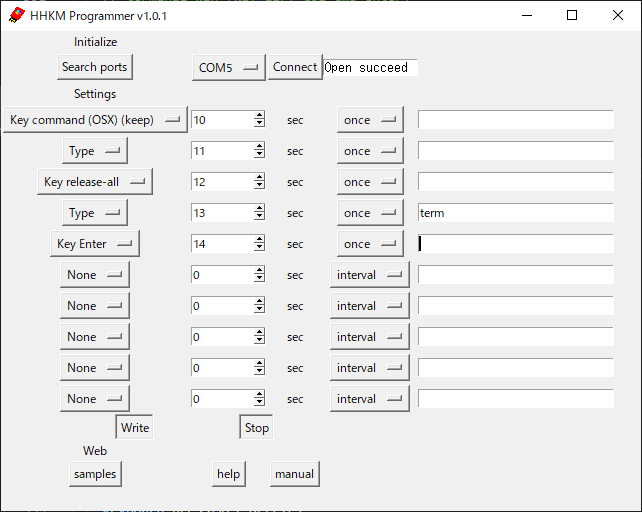 HHKM Programmer v1.0.1
Initialize
Search ports COM5 Connect Open succeed
Settings
Key command (OSX) (keep) 10 sec once
Type 11 sec once
Key release-all 12 sec once
Type 13 sec once term
Key Enter 14 sec once
None 0 sec interval
None 0 sec interval
None 0 sec interval
None 0 sec interval
None 0 sec interval
Write Stop
Web
samples help manual